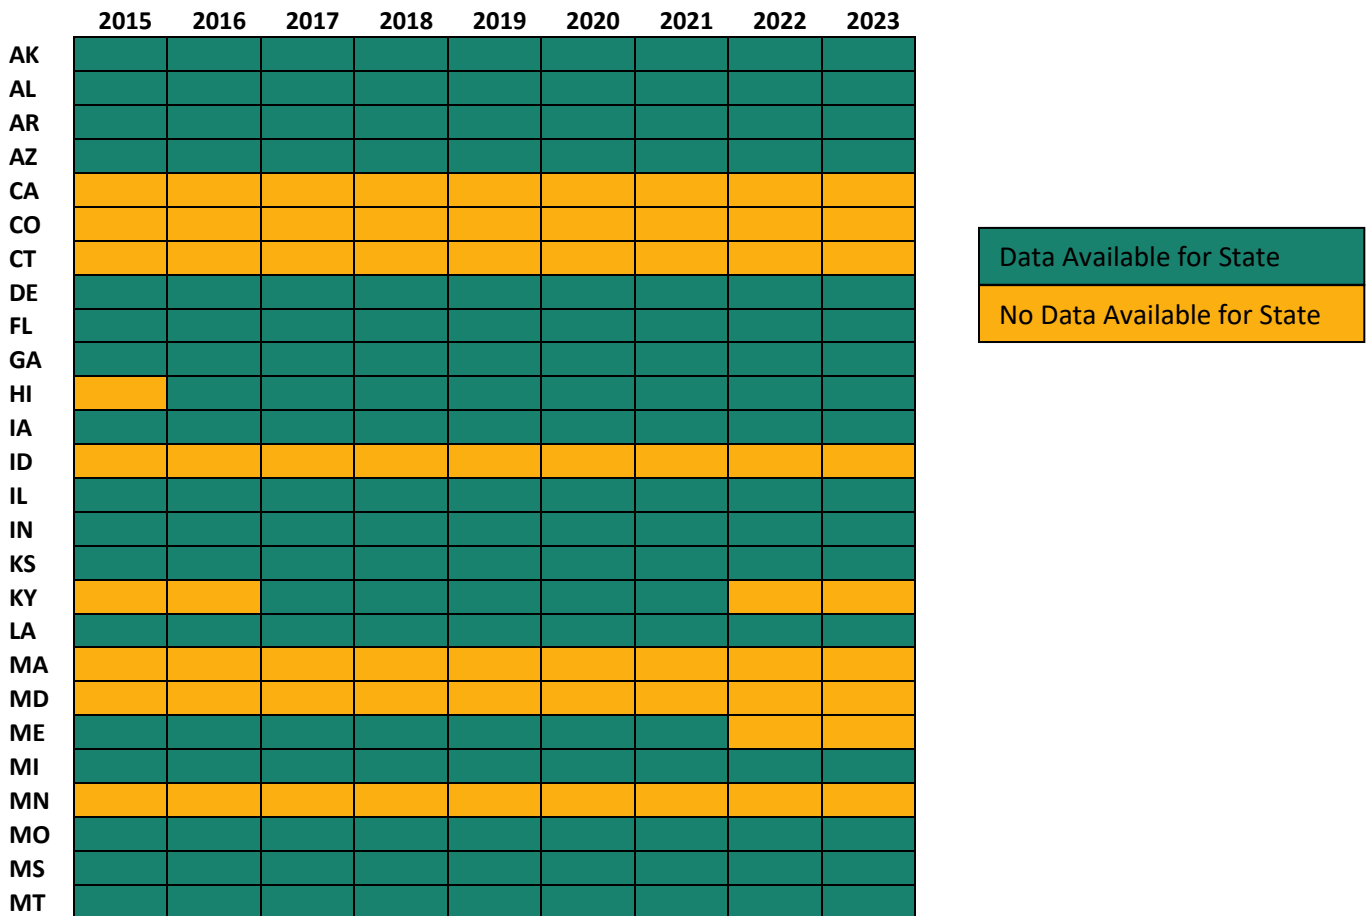 2015 2016 2017 2018 2019 2020 2021 2022 2023
AK
AL
AR
AZ
CA
CO
CT
DE
FL
GA
HI
IA
ID
IL
IN
KS
KY
LA
MA
MD
ME
MI
MN
MO
MS
MT
Data Available for State
No Data Available for State